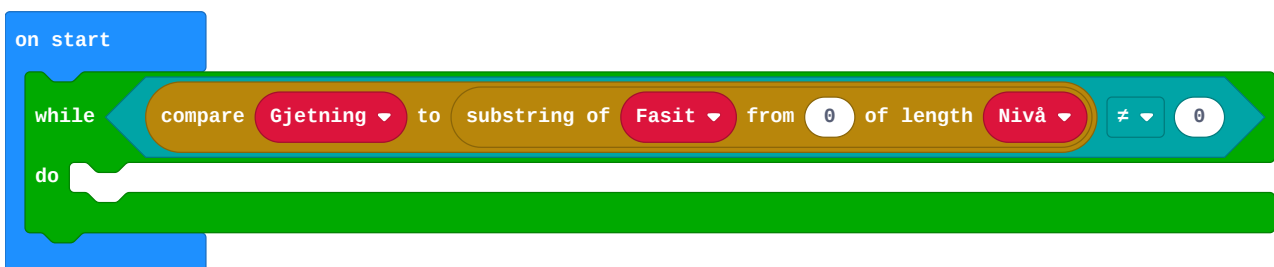 on start
while compare Gjetning to substring of Fasit from 0 of length Nivå ≠ 0
do